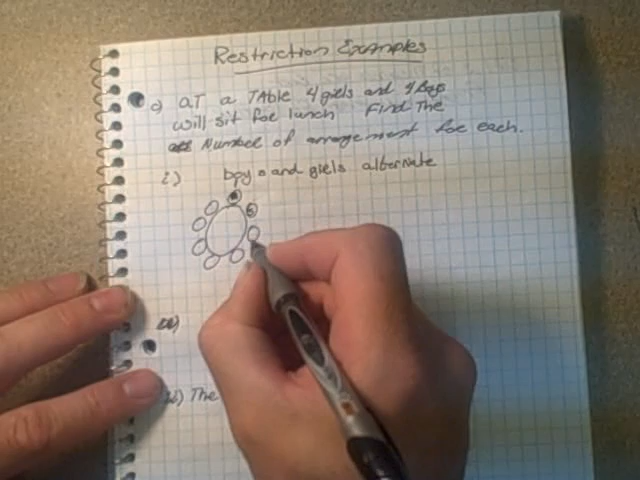 Restriction Examples
c) aT a TAble 4 girls and 4 Boys
will sit for lunch Find The
Number of arrangement for each.
i) boys and girls alternate
ii)
iii) The